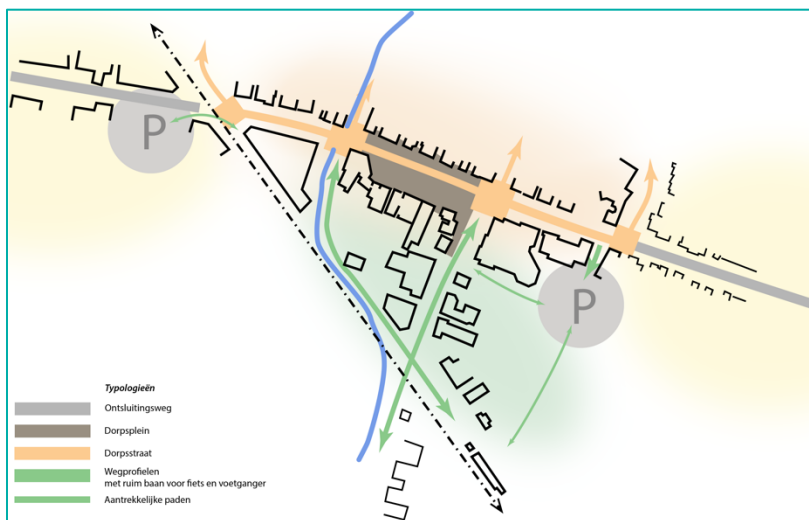 P
P
Typologieën
Ontsluitingsweg
Dorpsplein
Dorpsstraat
Wegprofielen
met ruim baan voor fiets en voetganger
Aantrekkelijke paden